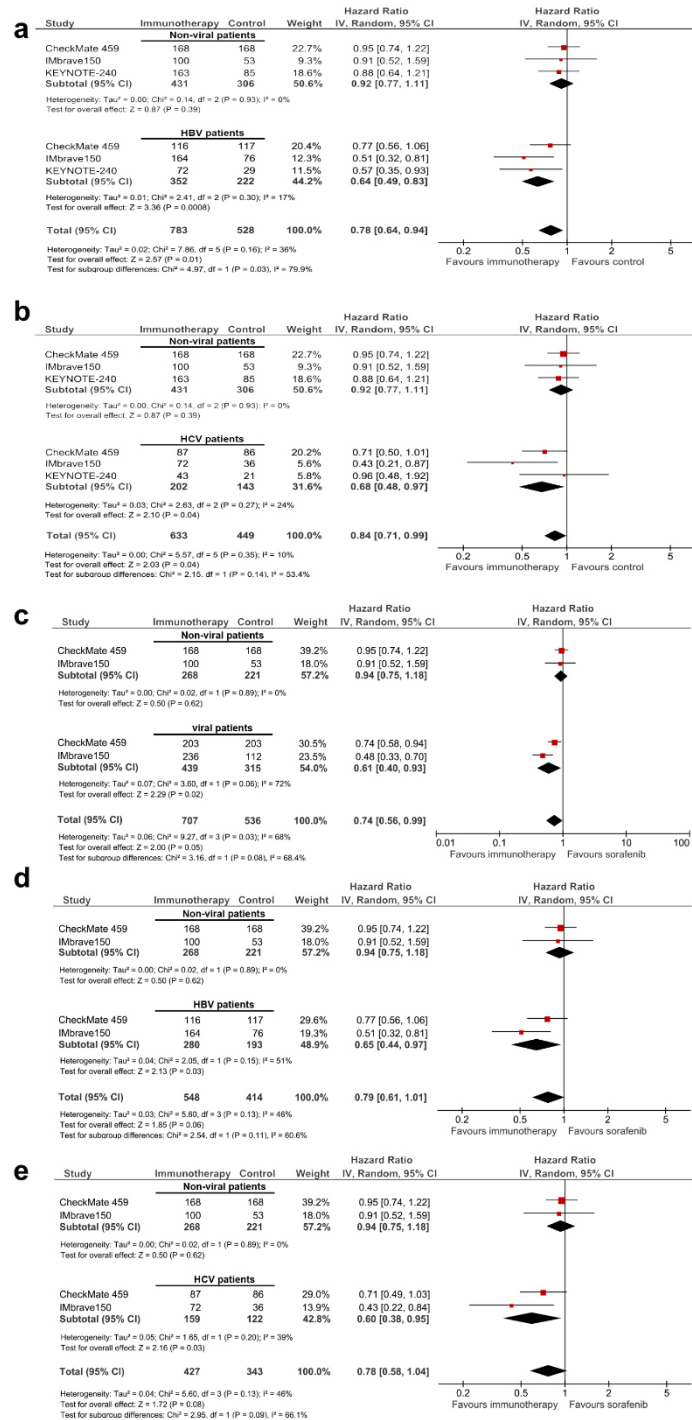 a
Hazard Ratio Hazard Ratio
Study Immunotherapy Control Weight IV, Random, 95% CI IV, Random, 95% CI
Non-viral patients
CheckMate 459 168 168 22.7% 0.95 [0.74, 1.22]
IMbrave150 100 53 9.3% 0.91 [0.52, 1.59]
KEYNOTE-240 163 85 18.6% 0.88 [0.64, 1.21]
Subtotal (95% CI) 431 306 50.6% 0.92 [0.77, 1.11]
Heterogeneity: Tau² = 0.00; Chi² = 0.14, df = 2 (P = 0.93); I² = 0%
Test for overall effect: Z = 0.87 (P = 0.39)
HBV patients
CheckMate 459 116 117 20.4% 0.77 [0.56, 1.06]
IMbrave150 164 76 12.3% 0.51 [0.32, 0.81]
KEYNOTE-240 72 29 11.5% 0.57 [0.35, 0.93]
Subtotal (95% CI) 352 222 44.2% 0.64 [0.49, 0.83]
Heterogeneity: Tau² = 0.01; Chi² = 2.41, df = 2 (P = 0.30); I² = 17%
Test for overall effect: Z = 3.36 (P = 0.0008)
Total (95% CI) 783 528 100.0% 0.78 [0.64, 0.94]
Heterogeneity: Tau² = 0.02; Chi² = 7.86, df = 5 (P = 0.16); I² = 36%
Test for overall effect: Z = 2.57 (P = 0.01)
Test for subgroup differences: Chi² = 4.97, df = 1 (P = 0.03), I² = 79.9%
0.2 0.5 1 2 5
Favours immunotherapy Favours control
b
Hazard Ratio Hazard Ratio
Study Immunotherapy Control Weight IV, Random, 95% CI IV, Random, 95% CI
Non-viral patients
CheckMate 459 168 168 22.7% 0.95 [0.74, 1.22]
IMbrave150 100 53 9.3% 0.91 [0.52, 1.59]
KEYNOTE-240 163 85 18.6% 0.88 [0.64, 1.21]
Subtotal (95% CI) 431 306 50.6% 0.92 [0.77, 1.11]
Heterogeneity: Tau² = 0.00; Chi² = 0.14, df = 2 (P = 0.93); I² = 0%
Test for overall effect: Z = 0.87 (P = 0.39)
HCV patients
CheckMate 459 87 86 20.2% 0.71 [0.50, 1.01]
IMbrave150 72 36 5.6% 0.43 [0.21, 0.87]
KEYNOTE-240 43 21 5.8% 0.96 [0.48, 1.92]
Subtotal (95% CI) 202 143 31.6% 0.68 [0.48, 0.97]
Heterogeneity: Tau² = 0.03; Chi² = 2.63, df = 2 (P = 0.27); I² = 24%
Test for overall effect: Z = 2.10 (P = 0.04)
Total (95% CI) 633 449 100.0% 0.84 [0.71, 0.99]
Heterogeneity: Tau² = 0.00; Chi² = 5.57, df = 5 (P = 0.35); I² = 10%
Test for overall effect: Z = 2.03 (P = 0.04)
Test for subgroup differences: Chi² = 2.15, df = 1 (P = 0.14), I² = 53.4%
0.2 0.5 1 2 5
Favours immunotherapy Favours control
c
Hazard Ratio Hazard Ratio
Study Immunotherapy Control Weight IV, Random, 95% CI IV, Random, 95% CI
Non-viral patients
CheckMate 459 168 168 39.2% 0.95 [0.74, 1.22]
IMbrave150 100 53 18.0% 0.91 [0.52, 1.59]
Subtotal (95% CI) 268 221 57.2% 0.94 [0.75, 1.18]
Heterogeneity: Tau² = 0.00; Chi² = 0.02, df = 1 (P = 0.89); I² = 0%
Test for overall effect: Z = 0.50 (P = 0.62)
viral patients
CheckMate 459 203 203 30.5% 0.74 [0.58, 0.94]
IMbrave150 236 112 23.5% 0.48 [0.33, 0.70]
Subtotal (95% CI) 439 315 54.0% 0.61 [0.40, 0.93]
Heterogeneity: Tau² = 0.07; Chi² = 3.60, df = 1 (P = 0.06); I² = 72%
Test for overall effect: Z = 2.29 (P = 0.02)
Total (95% CI) 707 536 100.0% 0.74 [0.56, 0.99]
Heterogeneity: Tau² = 0.06; Chi² = 9.27, df = 3 (P = 0.03); I² = 68%
Test for overall effect: Z = 2.00 (P = 0.05)
Test for subgroup differences: Chi² = 3.16, df = 1 (P = 0.08), I² = 68.4%
0.01 0.1 1 10 100
Favours immunotherapy Favours sorafenib
d
Hazard Ratio Hazard Ratio
Study Immunotherapy Control Weight IV, Random, 95% CI IV, Random, 95% CI
Non-viral patients
CheckMate 459 168 168 39.2% 0.95 [0.74, 1.22]
IMbrave150 100 53 18.0% 0.91 [0.52, 1.59]
Subtotal (95% CI) 268 221 57.2% 0.94 [0.75, 1.18]
Heterogeneity: Tau² = 0.00; Chi² = 0.02, df = 1 (P = 0.89); I² = 0%
Test for overall effect: Z = 0.50 (P = 0.62)
HBV patients
CheckMate 459 116 117 29.6% 0.77 [0.56, 1.06]
IMbrave150 164 76 19.3% 0.51 [0.32, 0.81]
Subtotal (95% CI) 280 193 48.9% 0.65 [0.44, 0.97]
Heterogeneity: Tau² = 0.04; Chi² = 2.05, df = 1 (P = 0.15); I² = 51%
Test for overall effect: Z = 2.13 (P = 0.03)
Total (95% CI) 548 414 100.0% 0.79 [0.61, 1.01]
Heterogeneity: Tau² = 0.03; Chi² = 5.60, df = 3 (P = 0.13); I² = 46%
Test for overall effect: Z = 1.85 (P = 0.06)
Test for subgroup differences: Chi² = 2.54, df = 1 (P = 0.11), I² = 60.6%
0.2 0.5 1 2 5
Favours immunotherapy Favours sorafenib
e
Hazard Ratio Hazard Ratio
Study Immunotherapy Control Weight IV, Random, 95% CI IV, Random, 95% CI
Non-viral patients
CheckMate 459 168 168 39.2% 0.95 [0.74, 1.22]
IMbrave150 100 53 18.0% 0.91 [0.52, 1.59]
Subtotal (95% CI) 268 221 57.2% 0.94 [0.75, 1.18]
Heterogeneity: Tau² = 0.00; Chi² = 0.02, df = 1 (P = 0.89); I² = 0%
Test for overall effect: Z = 0.50 (P = 0.62)
HCV patients
CheckMate 459 87 86 29.0% 0.71 [0.49, 1.03]
IMbrave150 72 36 13.9% 0.43 [0.22, 0.84]
Subtotal (95% CI) 159 122 42.8% 0.60 [0.38, 0.95]
Heterogeneity: Tau² = 0.05; Chi² = 1.65, df = 1 (P = 0.20); I² = 39%
Test for overall effect: Z = 2.16 (P = 0.03)
Total (95% CI) 427 343 100.0% 0.78 [0.58, 1.04]
Heterogeneity: Tau² = 0.04; Chi² = 5.60, df = 3 (P = 0.13); I² = 46%
Test for overall effect: Z = 1.72 (P = 0.08)
Test for subgroup differences: Chi² = 2.95, df = 1 (P = 0.09), I² = 66.1%
0.2 0.5 1 2 5
Favours immunotherapy Favours sorafenib